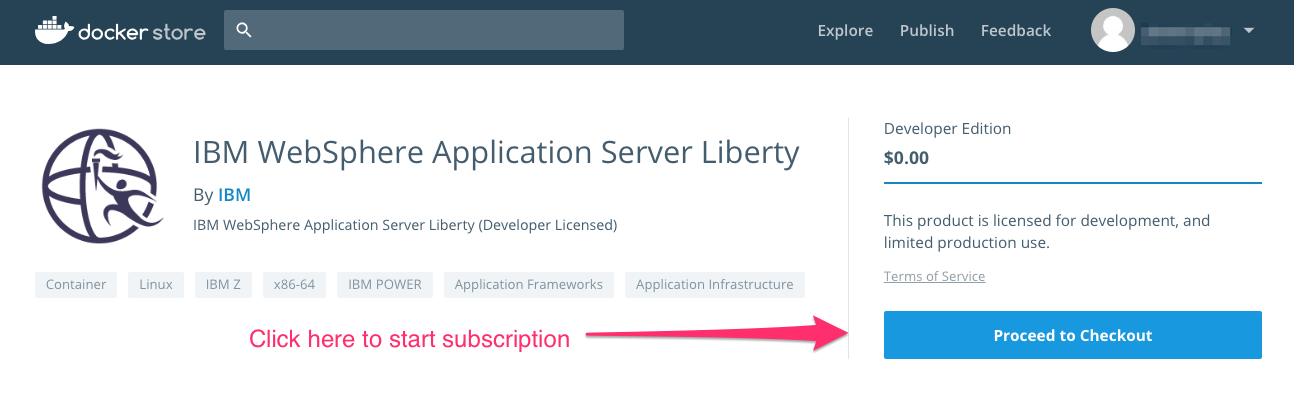 docker store
Explore Publish Feedback
IBM WebSphere Application Server Liberty
By IBM
IBM WebSphere Application Server Liberty (Developer Licensed)
Container Linux IBM Z x86-64 IBM POWER Application Frameworks Application Infrastructure
Click here to start subscription
Developer Edition
$0.00
This product is licensed for development, and
limited production use.
Terms of Service
Proceed to Checkout